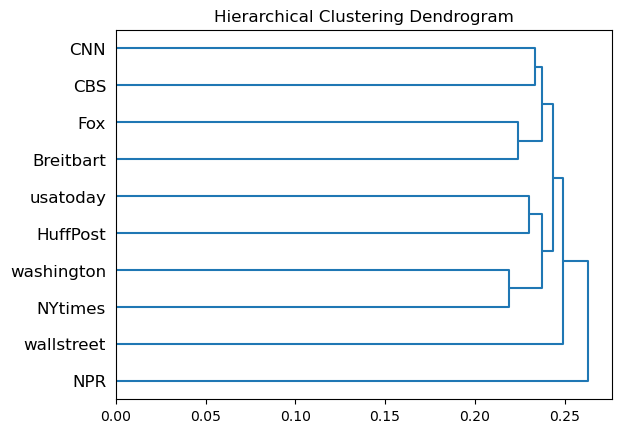 Hierarchical Clustering Dendrogram
CNN
CBS
Fox
Breitbart
usatoday
HuffPost
washington
NYtimes
wallstreet
NPR
0.00 0.05 0.10 0.15 0.20 0.25